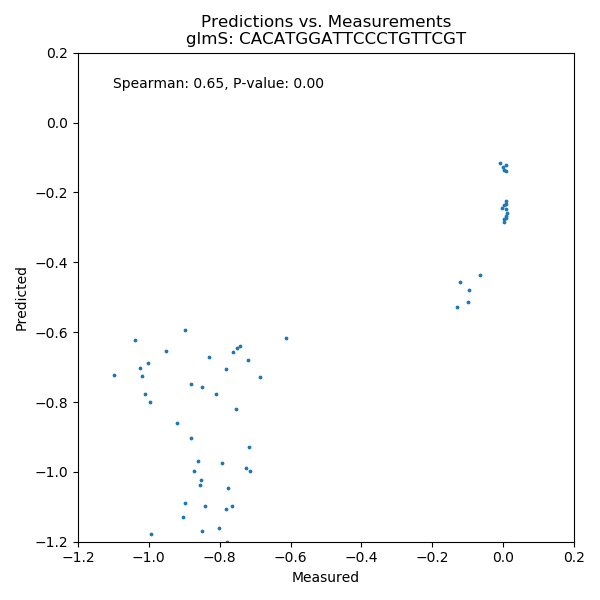 Predictions vs. Measurements
glmS: CACATGGATTCCCTGTTCGT
Spearman: 0.65, P-value: 0.00
0.2
0.0
−0.2
−0.4
−0.6
−0.8
−1.0
−1.2
Predicted
−1.2 −1.0 −0.8 −0.6 −0.4 −0.2 0.0 0.2
Measured